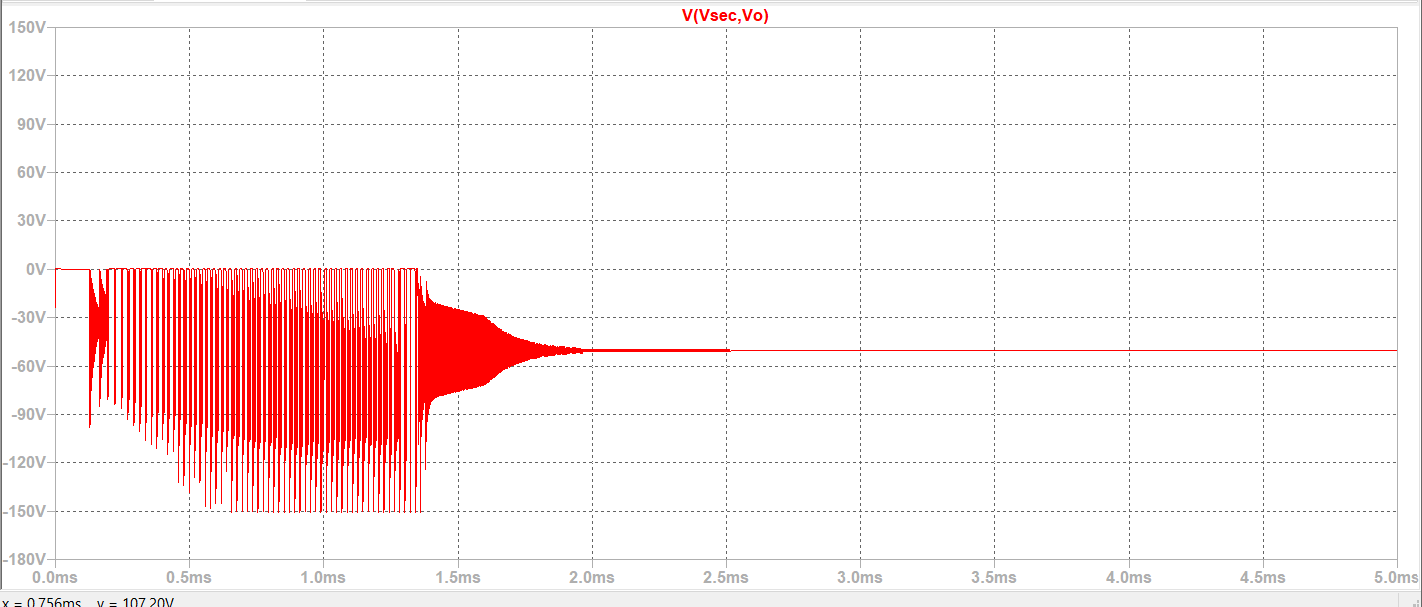 V(Vsec,Vo)
150V
120V
90V
60V
30V
0V
-30V
-60V
-90V
-120V
-150V
-180V
0.0ms 0.5ms 1.0ms 1.5ms 2.0ms 2.5ms 3.0ms 3.5ms 4.0ms 4.5ms 5.0ms
x = 0.756ms y = 107.20V